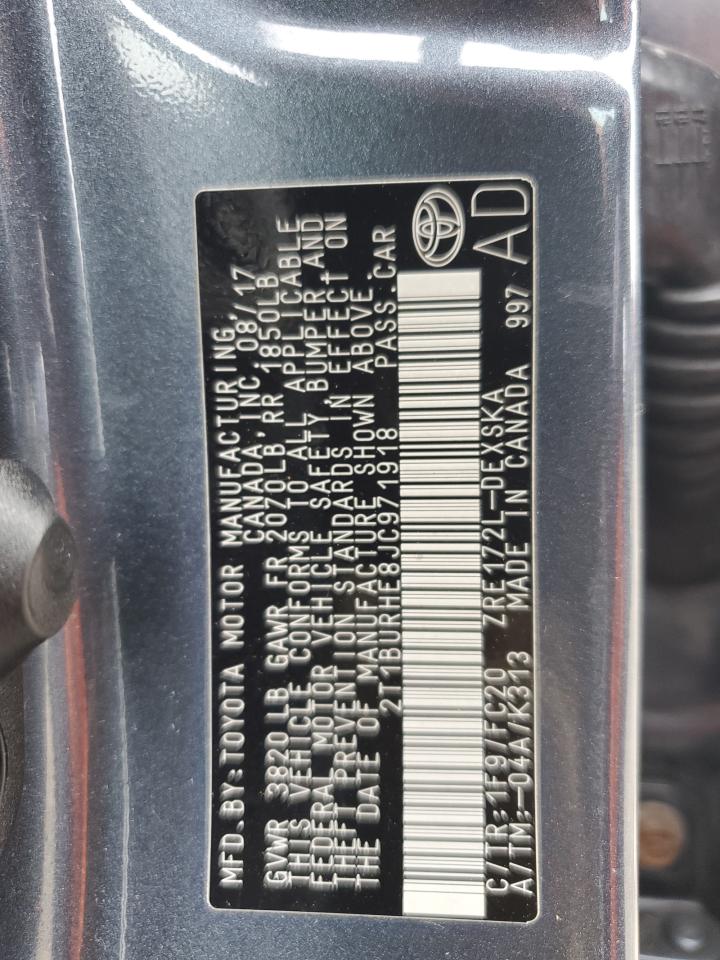 MFD.BY:TOYOTA MOTOR MANUFACTURING,
CANADA, INC 08/17
GVWR 3820LB GAWR FR 2070LB RR 1850LB
THIS VEHICLE CONFORMS TO ALL APPLICABLE
FEDERAL MOTOR VEHICLE SAFETY BUMPER AND
THEFT PREVENTION STANDARDS IN EFFECT ON
THE DATE OF MANUFACTURE SHOWN ABOVE.
2T1BURHE8JC971918 PASS.CAR
C/TR:1F9/FC20 ZRE172L-DEXSKA
A/TM:-04A/K313 MADE IN CANADA 997 AD